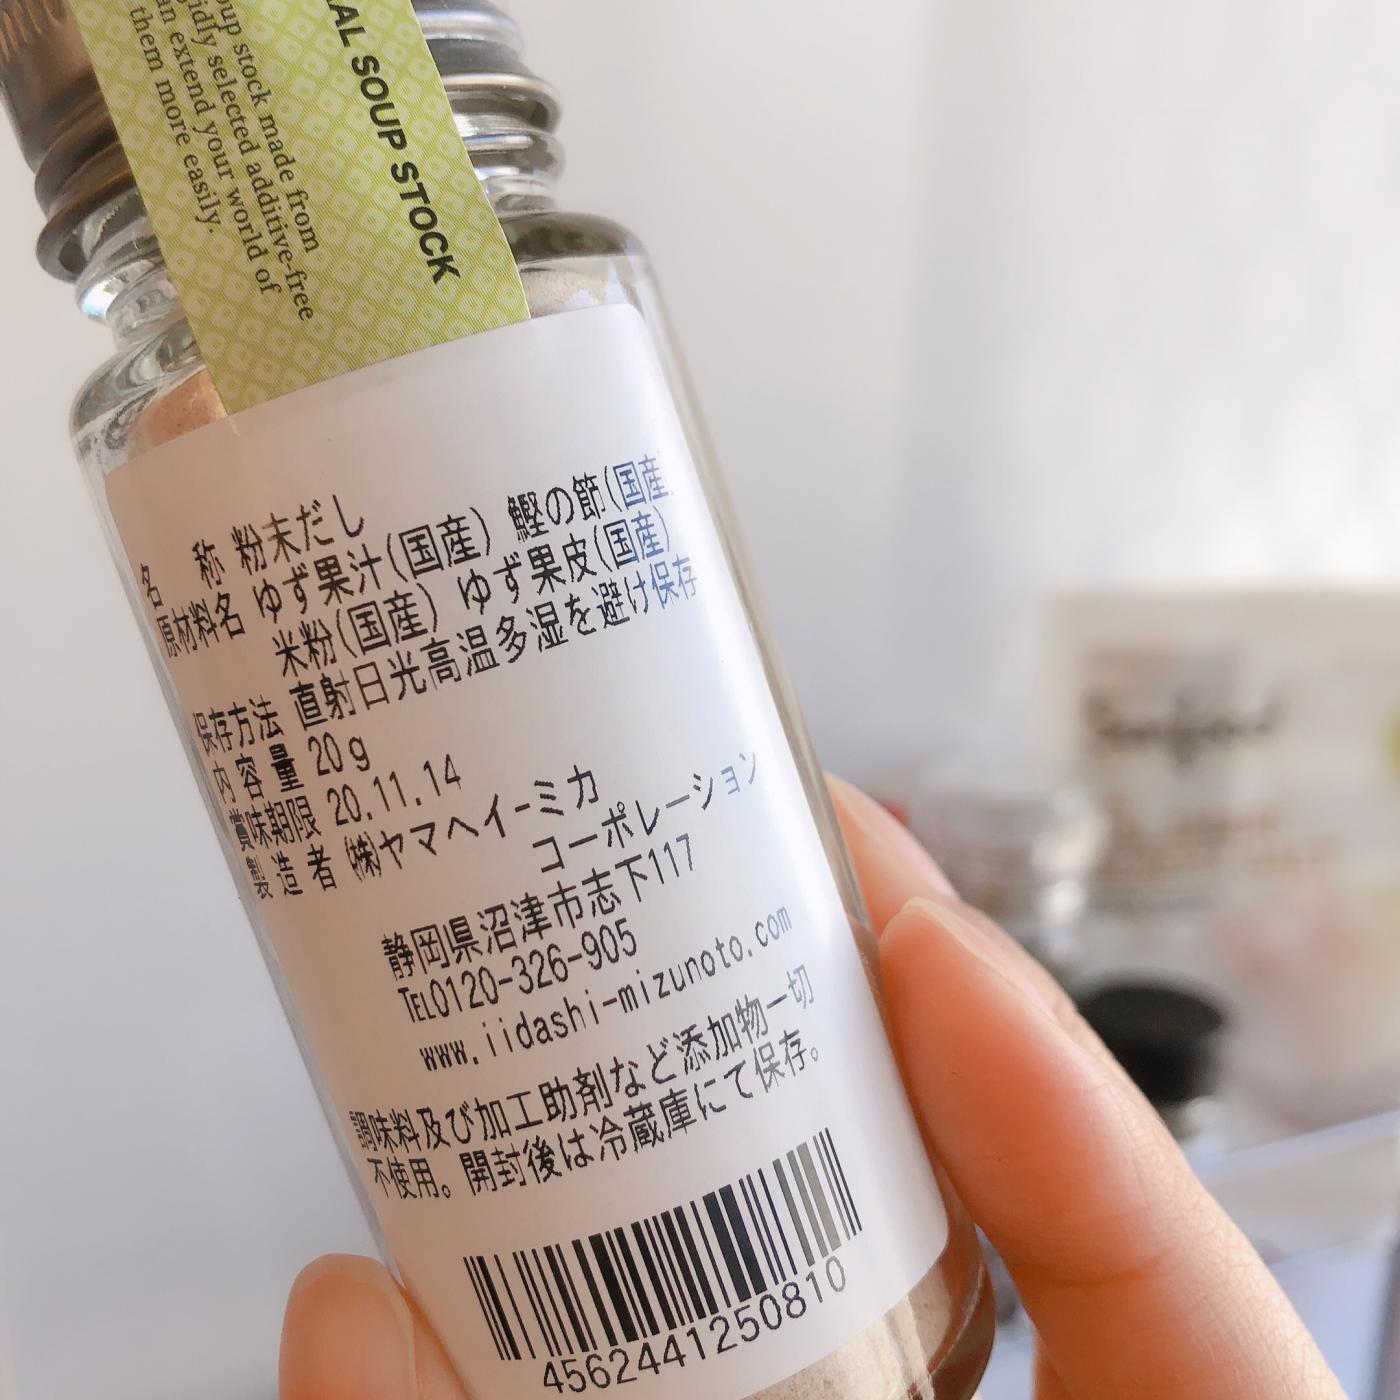 AL SOUP STOCK
oup stock made from
idly selected additive-free
an extend your world of
them more easily.
名 称 粉末だし
原材料名 ゆず果汁(国産) 鰹の節(国産)
米粉(国産) ゆず果皮(国産)
保存方法 直射日光高温多湿を避け保存
内容量 20g
賞味期限 20.11.14
製造者 ㈱ヤマヘイ-ミカ
コーポレーション
静岡県沼津市志下117
TEL0120-326-905
www.iidashi-mizunoto.com
調味料及び加工助剤など添加物一切
不使用。開封後は冷蔵庫にて保存。
4562441250810